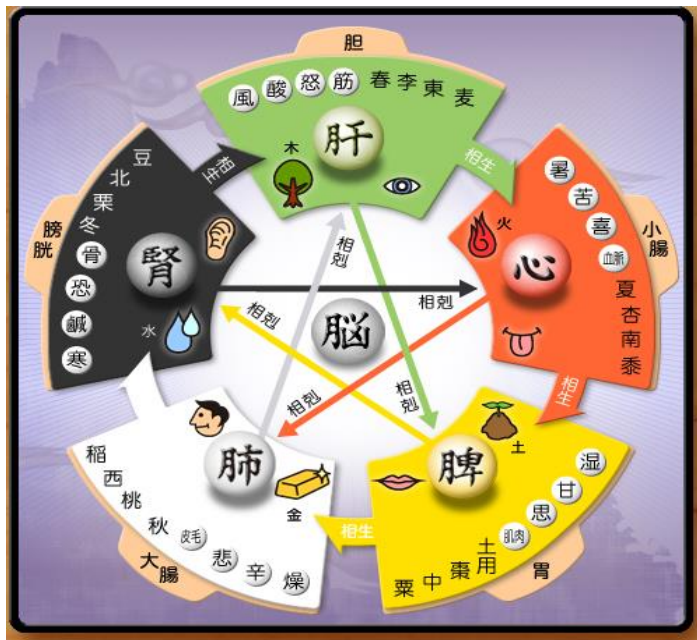 胆
風 酸 怒 筋 春 李 東 麦
肝
木
相生
暑 苦 喜 血脈 夏 杏 南 黍
小腸
火
心
相生
湿 甘 思 肌肉 土用 棗 中 粟
胃
土
脾
相生
燥 辛 悲 皮毛 秋 桃 西 稲
大腸
金
肺
寒 鹹 恐 骨 冬 栗 北 豆
膀胱
水
腎
相生
脳
相剋
相剋
相剋
相剋
相剋